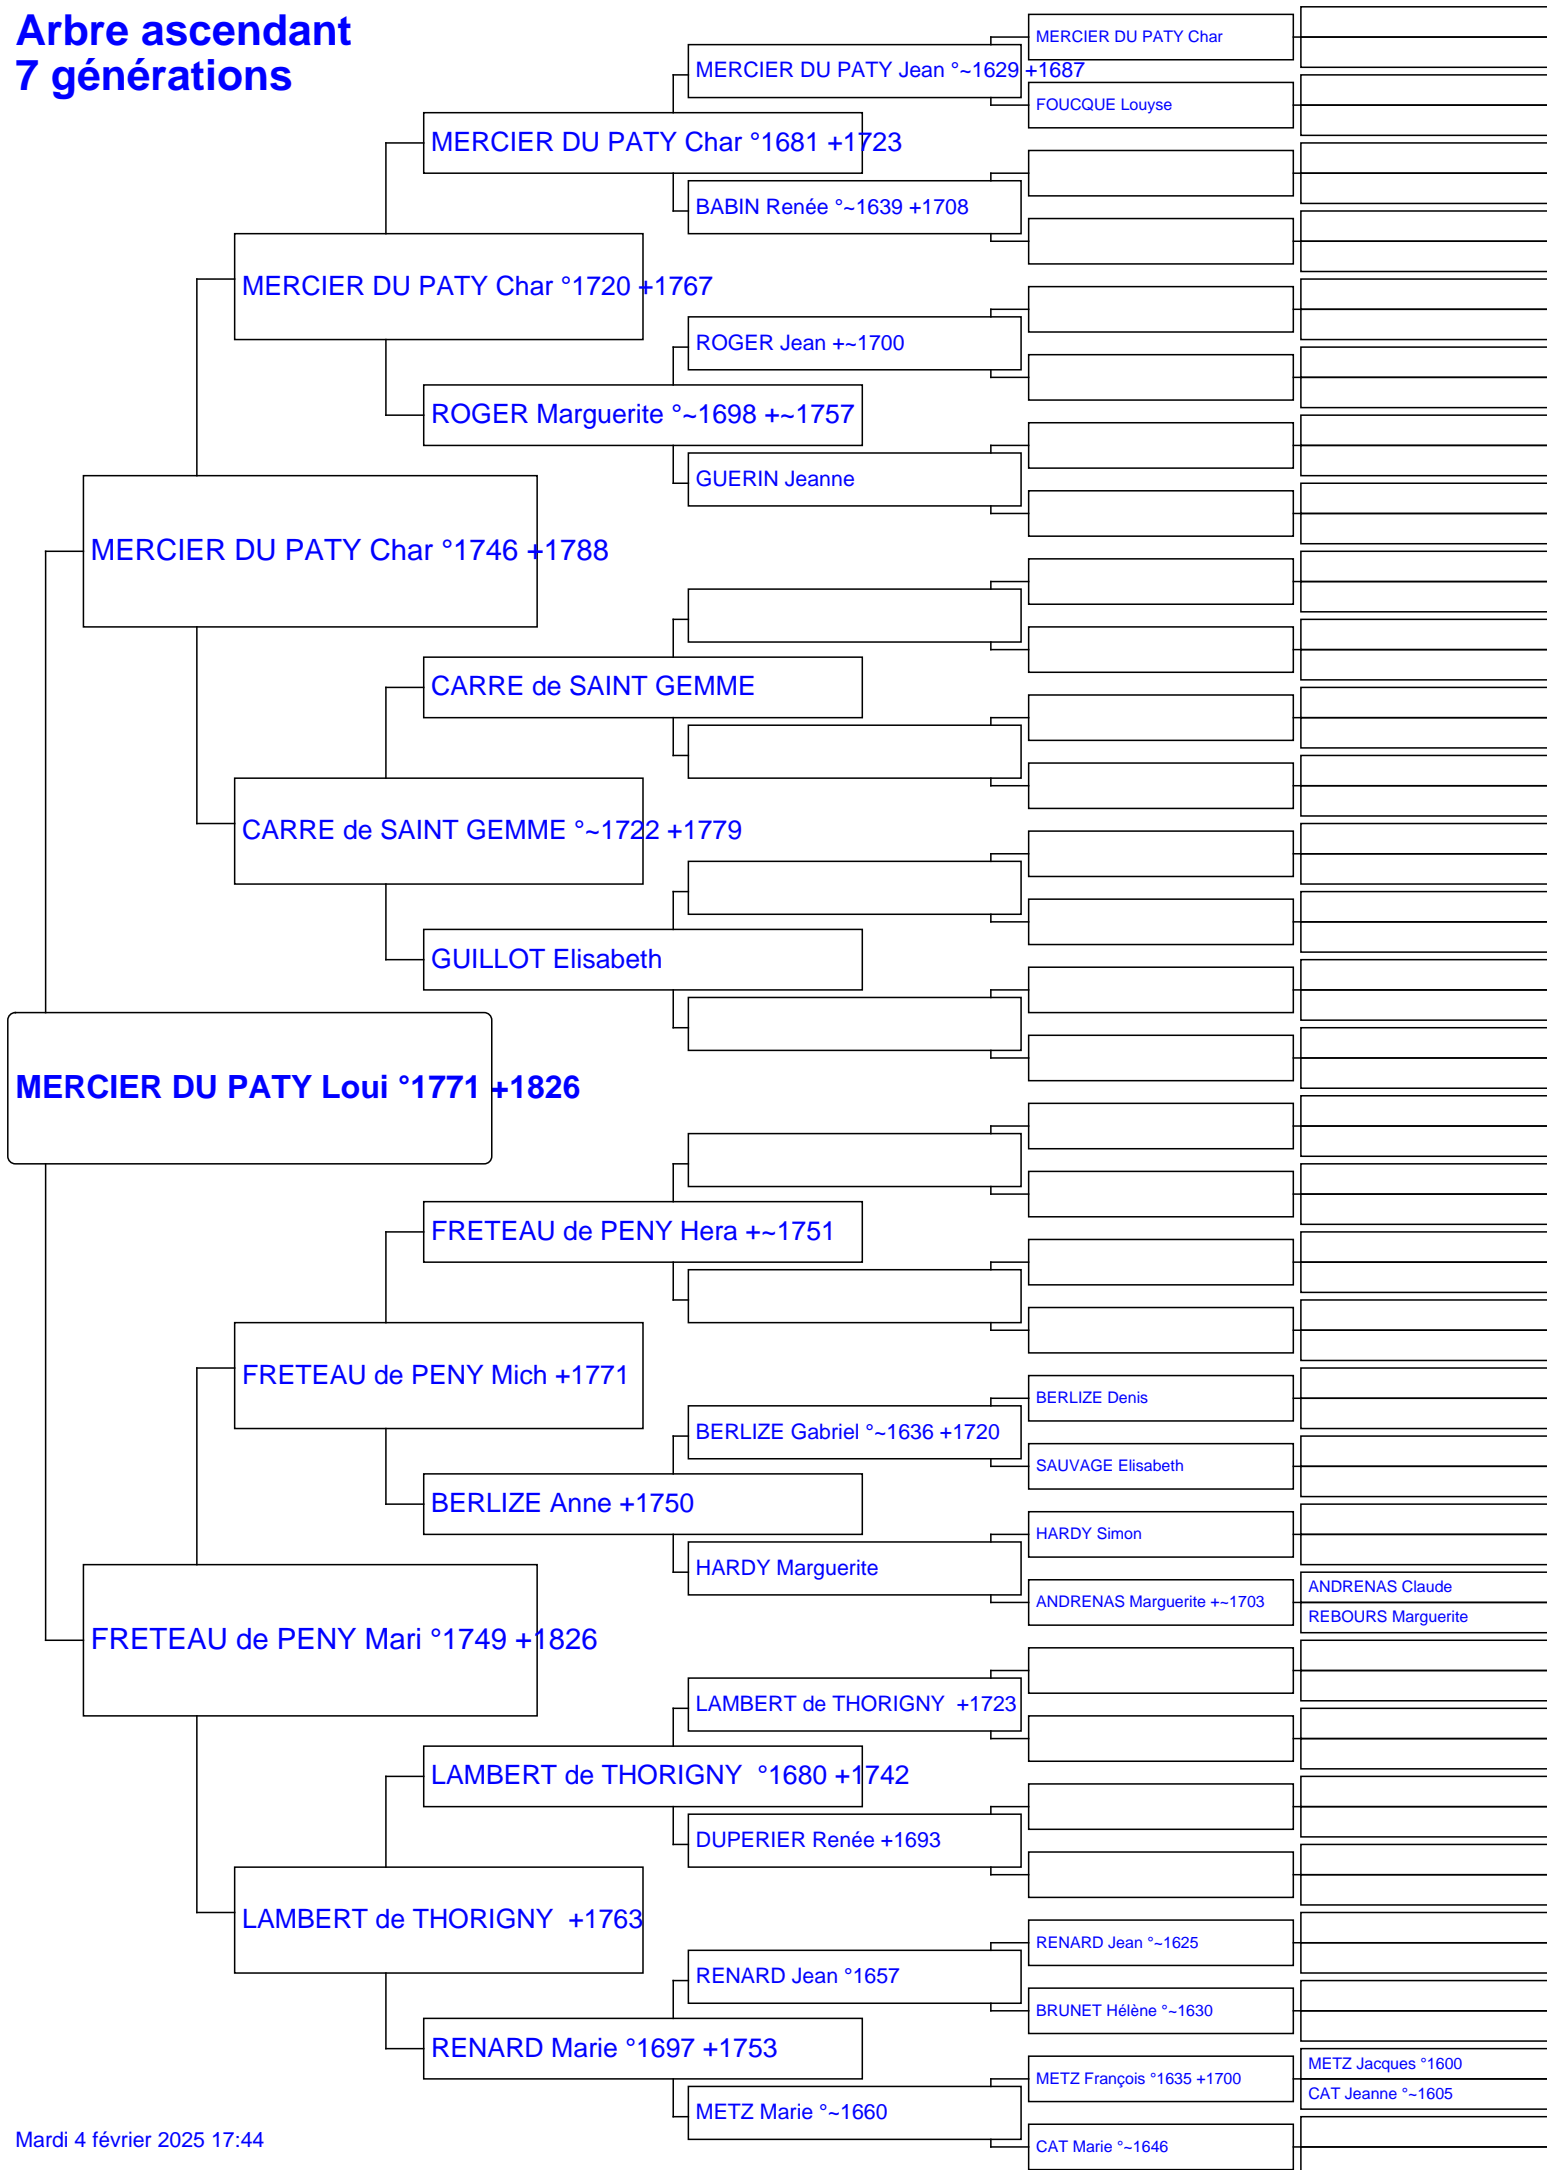 Arbre ascendant
7 générations
MERCIER DU PATY Char
MERCIER DU PATY Jean °~1629 +1687
FOUCQUE Louyse
MERCIER DU PATY Char °1681 +1723
BABIN Renée °~1639 +1708
MERCIER DU PATY Char °1720 +1767
ROGER Jean +~1700
ROGER Marguerite °~1698 +~1757
GUERIN Jeanne
MERCIER DU PATY Char °1746 +1788
CARRE de SAINT GEMME
CARRE de SAINT GEMME °~1722 +1779
GUILLOT Elisabeth
MERCIER DU PATY Loui °1771 +1826
FRETEAU de PENY Hera +~1751
FRETEAU de PENY Mich +1771
BERLIZE Denis
BERLIZE Gabriel °~1636 +1720
SAUVAGE Elisabeth
BERLIZE Anne +1750
HARDY Simon
HARDY Marguerite
ANDRENAS Claude
ANDRENAS Marguerite +~1703
REBOURS Marguerite
FRETEAU de PENY Mari °1749 +1826
LAMBERT de THORIGNY +1723
LAMBERT de THORIGNY °1680 +1742
DUPERIER Renée +1693
LAMBERT de THORIGNY +1763
RENARD Jean °~1625
RENARD Jean °1657
BRUNET Hélène °~1630
RENARD Marie °1697 +1753
METZ Jacques °1600
METZ François °1635 +1700
CAT Jeanne °~1605
METZ Marie °~1660
CAT Marie °~1646
Mardi 4 février 2025 17:44